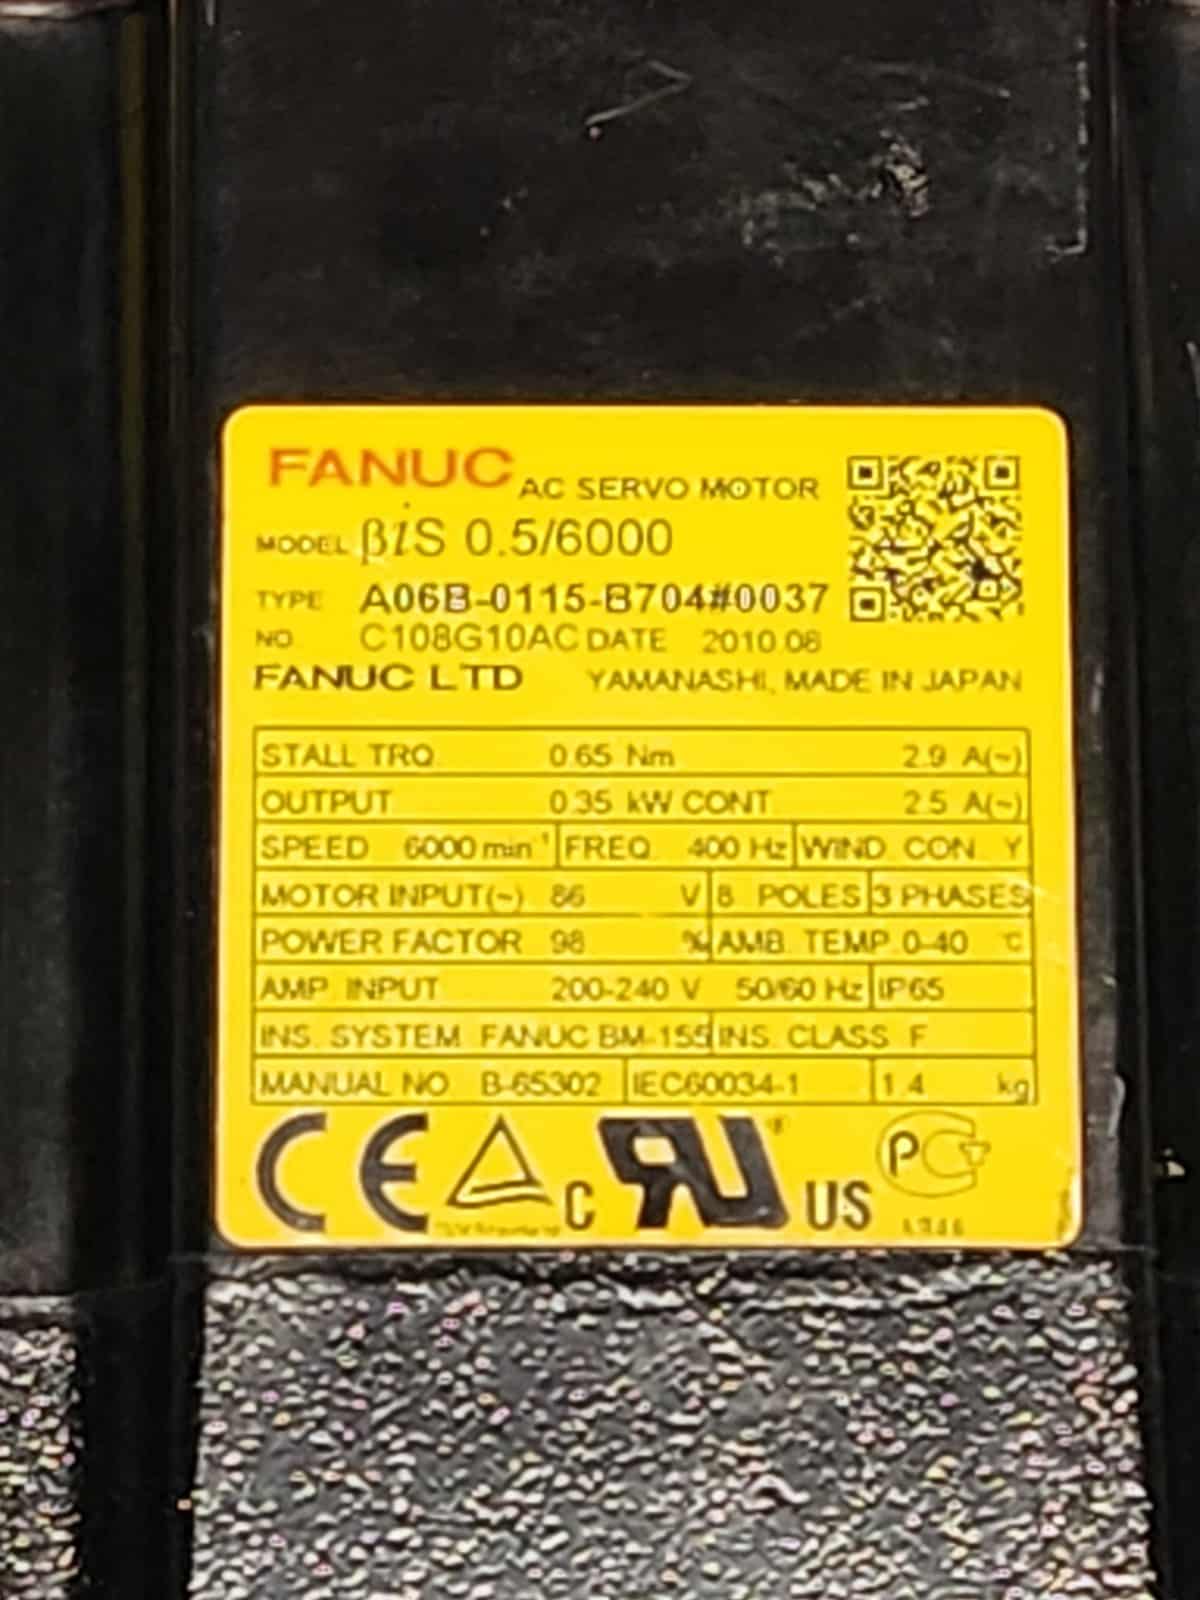 FANUC AC SERVO MOTOR
MODEL βiS 0.5/6000
TYPE A06B-0115-B704#0037
NO. C108G10AC DATE 2010.08
FANUC LTD YAMANASHI, MADE IN JAPAN
STALL TRQ. 0.65 Nm 2.9 A(~)
OUTPUT 0.35 kW CONT 2.5 A(~)
SPEED 6000 min⁻¹ FREQ. 400 Hz WIND. CON. Y
MOTOR INPUT(~) 86 V 8 POLES 3 PHASES
POWER FACTOR 98 % AMB. TEMP. 0-40 °C
AMP. INPUT 200-240 V 50/60 Hz IP65
INS. SYSTEM FANUC BM-155 INS. CLASS F
MANUAL NO. B-65302 IEC60034-1 1.4 kg
CE C RU ® US PCT